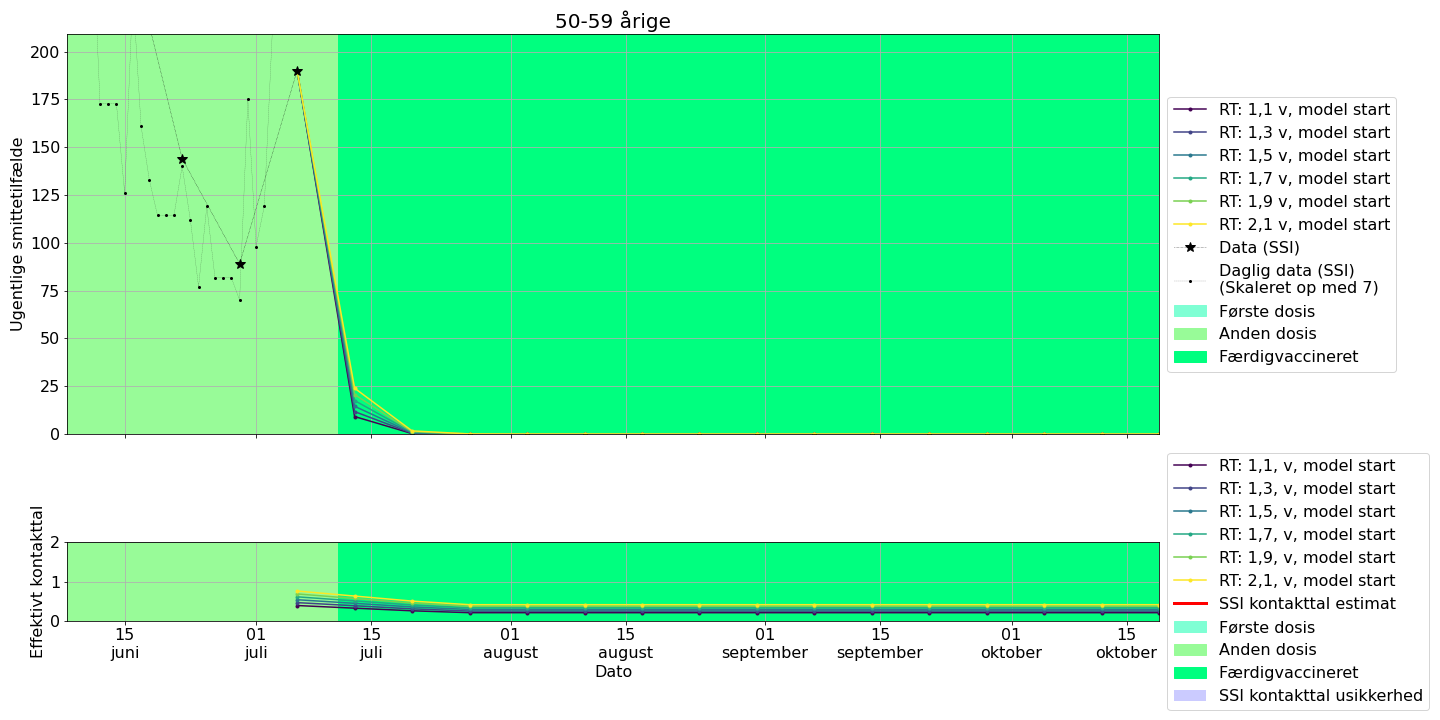 50-59 årige
Ugentlige smittetilfælde
200
175
150
125
100
75
50
25
0
RT: 1,1 v, model start
RT: 1,3 v, model start
RT: 1,5 v, model start
RT: 1,7 v, model start
RT: 1,9 v, model start
RT: 2,1 v, model start
Data (SSI)
Daglig data (SSI)
(Skaleret op med 7)
Første dosis
Anden dosis
Færdigvaccineret
Effektivt kontakttal
2
1
0
15 01 15 01 15 01 15 01 15
juni juli juli august august september september oktober oktober
Dato
RT: 1,1, v, model start
RT: 1,3, v, model start
RT: 1,5, v, model start
RT: 1,7, v, model start
RT: 1,9, v, model start
RT: 2,1, v, model start
SSI kontakttal estimat
Første dosis
Anden dosis
Færdigvaccineret
SSI kontakttal usikkerhed